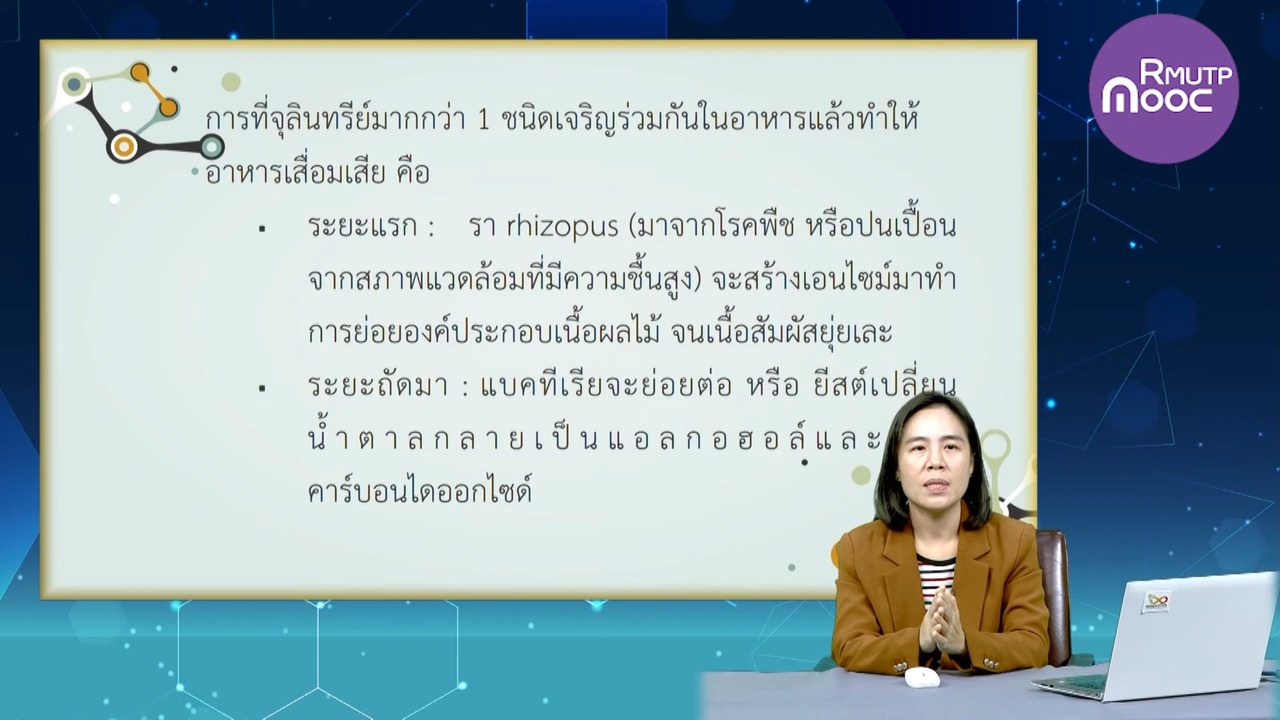 การที่จุลินทรีย์มากกว่า 1 ชนิดเจริญร่วมกันในอาหารแล้วทำให้
อาหารเสื่อมเสีย คือ
▪ ระยะแรก : รา rhizopus (มาจากโรคพืช หรือปนเปื้อน
จากสภาพแวดล้อมที่มีความชื้นสูง) จะสร้างเอนไซม์มาทำ
การย่อยองค์ประกอบเนื้อผลไม้ จนเนื้อสัมผัสยุ่ยเละ
▪ ระยะถัดมา : แบคทีเรียจะย่อยต่อ หรือ ยีสต์เปลี่ยน
น้ำตาลกลายเป็นแอลกอฮอล์และ
คาร์บอนไดออกไซด์
RMUTP
MOOC